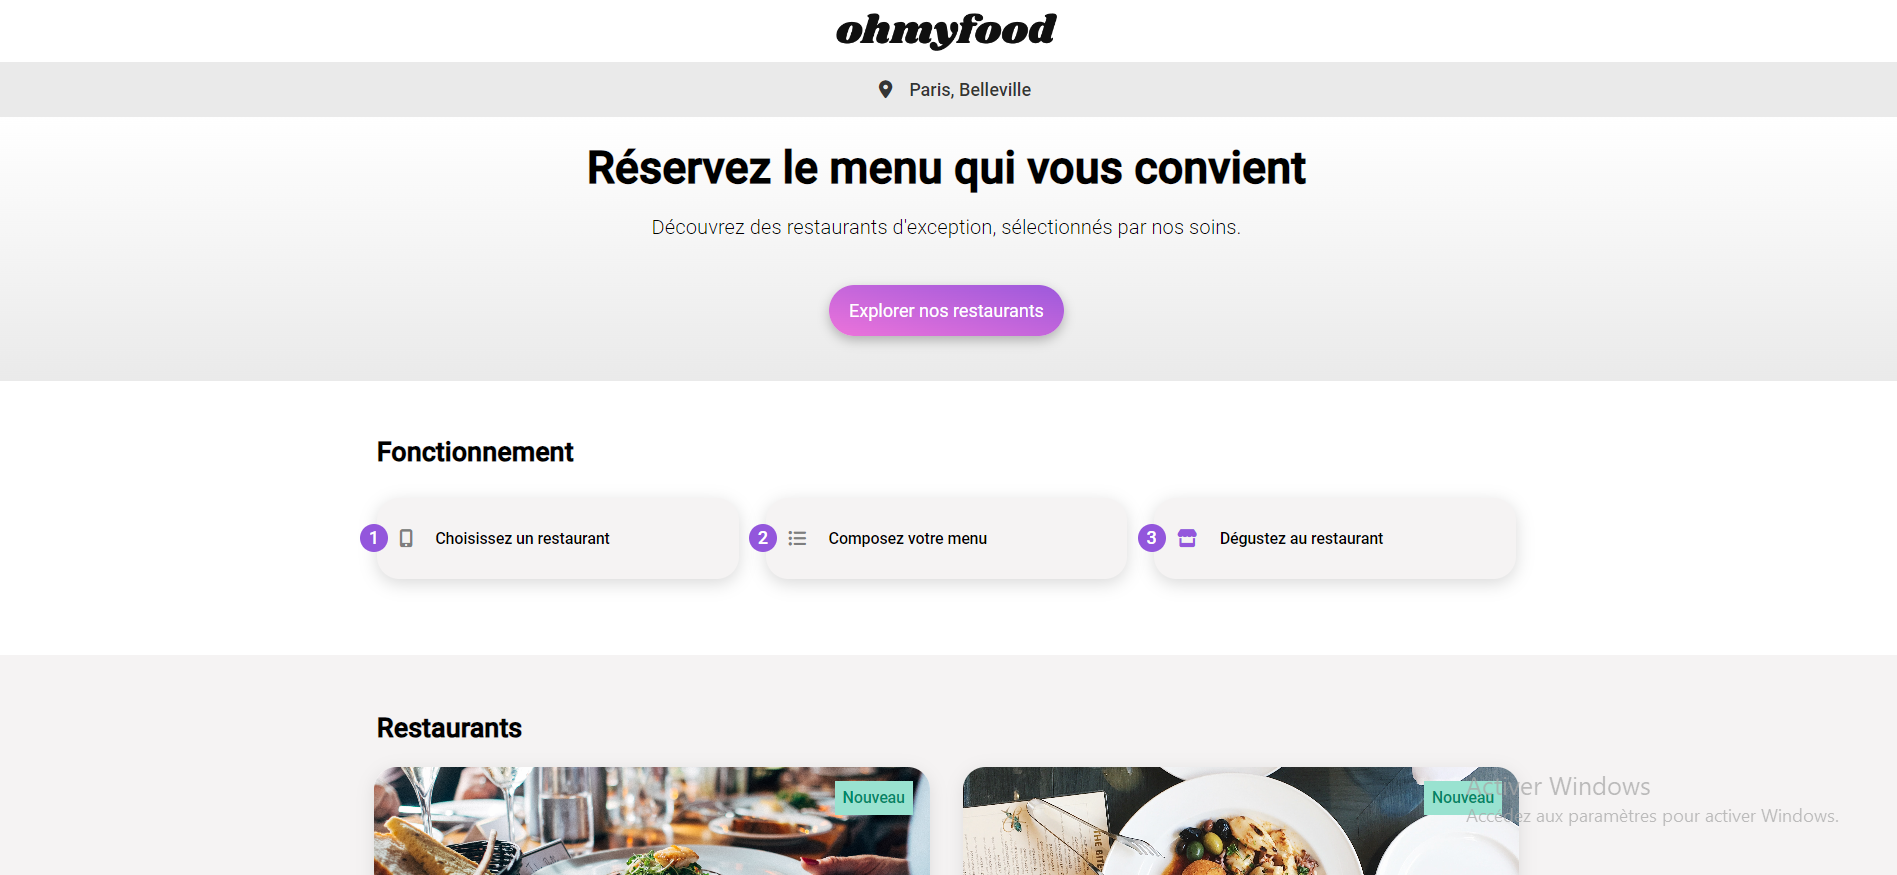 ohmyfood
Paris, Belleville
Réservez le menu qui vous convient
Découvrez des restaurants d'exception, sélectionnés par nos soins.
Explorer nos restaurants
Fonctionnement
1 Choisissez un restaurant
2 Composez votre menu
3 Dégustez au restaurant
Restaurants
Nouveau
Nouveau
Activer Windows
Accédez aux paramètres pour activer Windows.